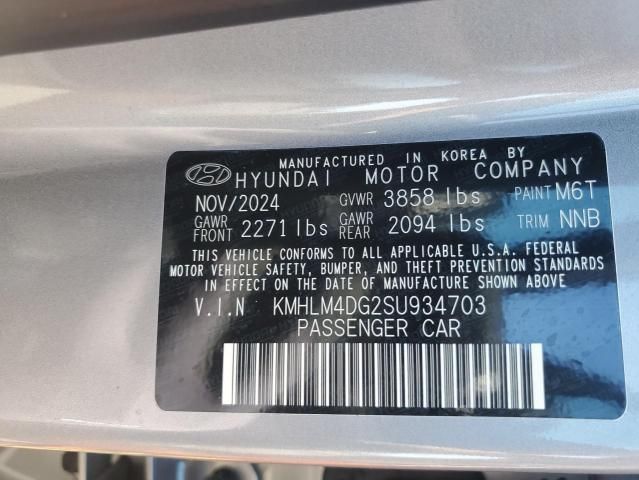 MANUFACTURED IN KOREA BY
HYUNDAI MOTOR COMPANY
NOV/2024 GVWR 3858 lbs PAINT M6T
GAWR FRONT 2271 lbs GAWR REAR 2094 lbs TRIM NNB
THIS VEHICLE CONFORMS TO ALL APPLICABLE U.S.A. FEDERAL
MOTOR VEHICLE SAFETY, BUMPER, AND THEFT PREVENTION STANDARDS
IN EFFECT ON THE DATE OF MANUFACTURE SHOWN ABOVE
V.I.N KMHLM4DG2SU934703
PASSENGER CAR